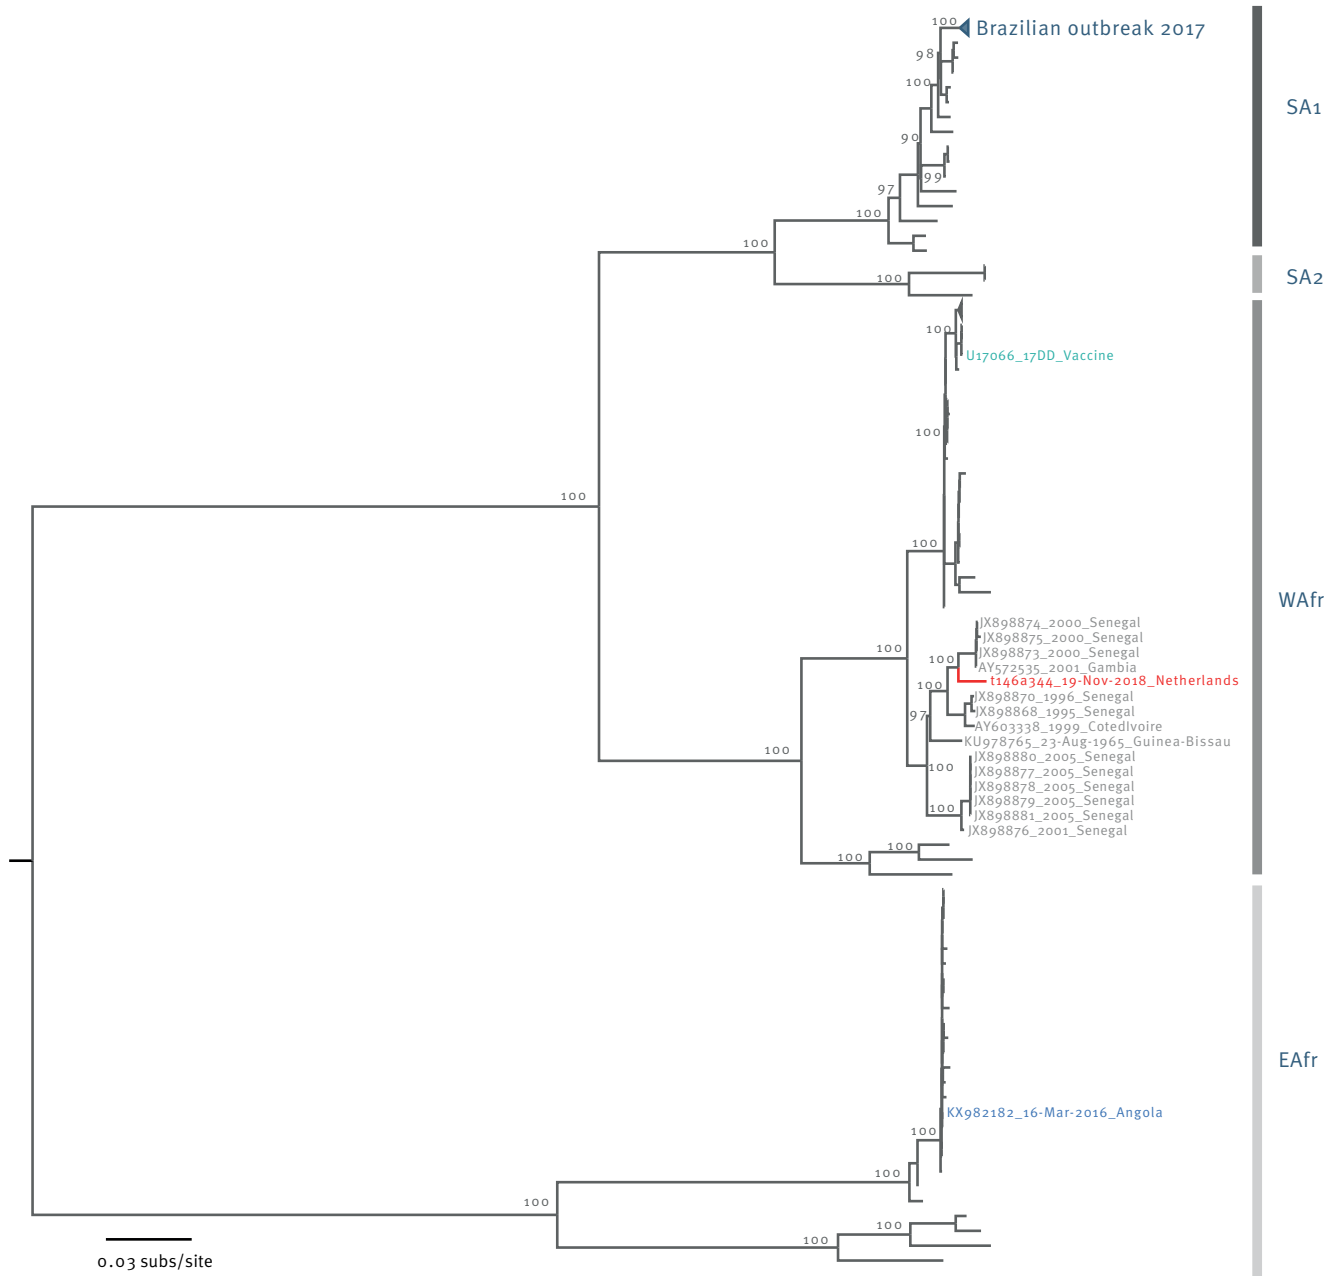 100
Brazilian outbreak 2017
98
100
SA1
90
99
97
100
100
100
SA2
100
U17066_17DD_Vaccine
100
100
100
WAfr
JX898874_2000_Senegal
JX898875_2000_Senegal
100
JX898873_2000_Senegal
100
AY572535_2001_Gambia
t146a344_19-Nov-2018_Netherlands
100
JX898870_1996_Senegal
97
JX898868_1995_Senegal
AY603338_1999_CotedIvoire
KU978765_23-Aug-1965_Guinea-Bissau
100
JX898880_2005_Senegal
100
JX898877_2005_Senegal
JX898878_2005_Senegal
JX898879_2005_Senegal
100
JX898881_2005_Senegal
JX898876_2001_Senegal
100
100
EAfr
KX982182_16-Mar-2016_Angola
100
100
100
100
100
0.03 subs/site